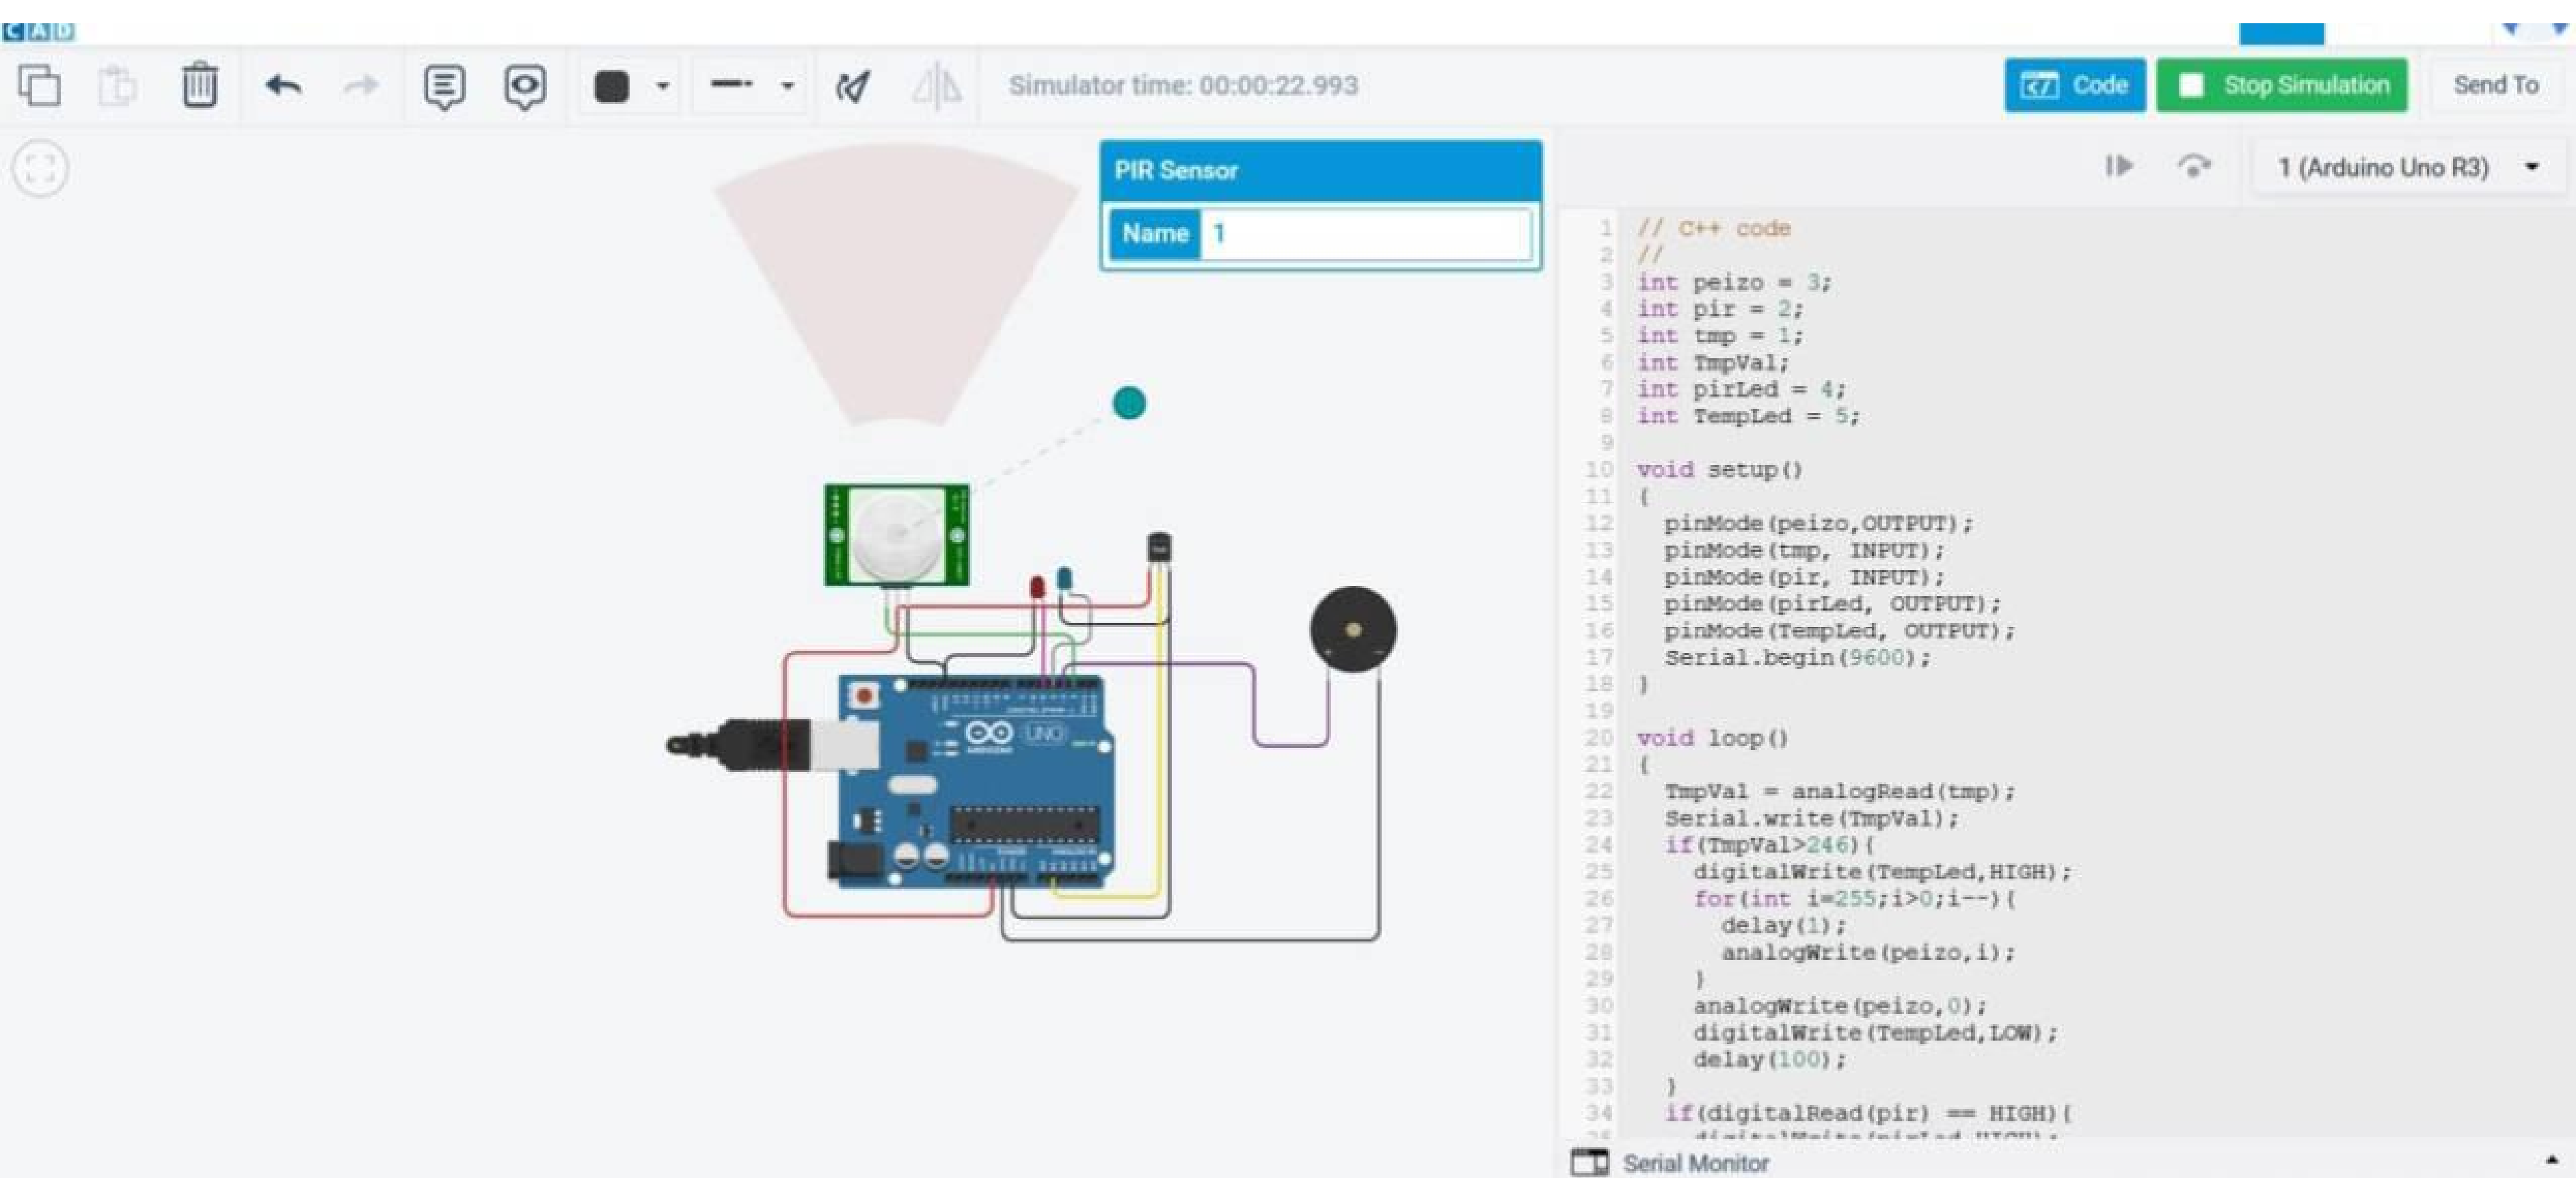 CAD
Simulator time: 00:00:22.993
Code
Stop Simulation
Send To
PIR Sensor
Name 1
1 (Arduino Uno R3)
1 // C++ code
2 //
3 int peizo = 3;
4 int pir = 2;
5 int tmp = 1;
6 int TmpVal;
7 int pirLed = 4;
8 int TempLed = 5;
9
10 void setup()
11 {
12 pinMode(peizo,OUTPUT);
13 pinMode(tmp, INPUT);
14 pinMode(pir, INPUT);
15 pinMode(pirLed, OUTPUT);
16 pinMode(TempLed, OUTPUT);
17 Serial.begin(9600);
18 }
19
20 void loop()
21 {
22 TmpVal = analogRead(tmp);
23 Serial.write(TmpVal);
24 if(TmpVal>246){
25 digitalWrite(TempLed,HIGH);
26 for(int i=255;i>0;i--){
27 delay(1);
28 analogWrite(peizo,i);
29 }
30 analogWrite(peizo,0);
31 digitalWrite(TempLed,LOW);
32 delay(100);
33 }
34 if(digitalRead(pir) == HIGH){
UNO
ARDUINO
Serial Monitor